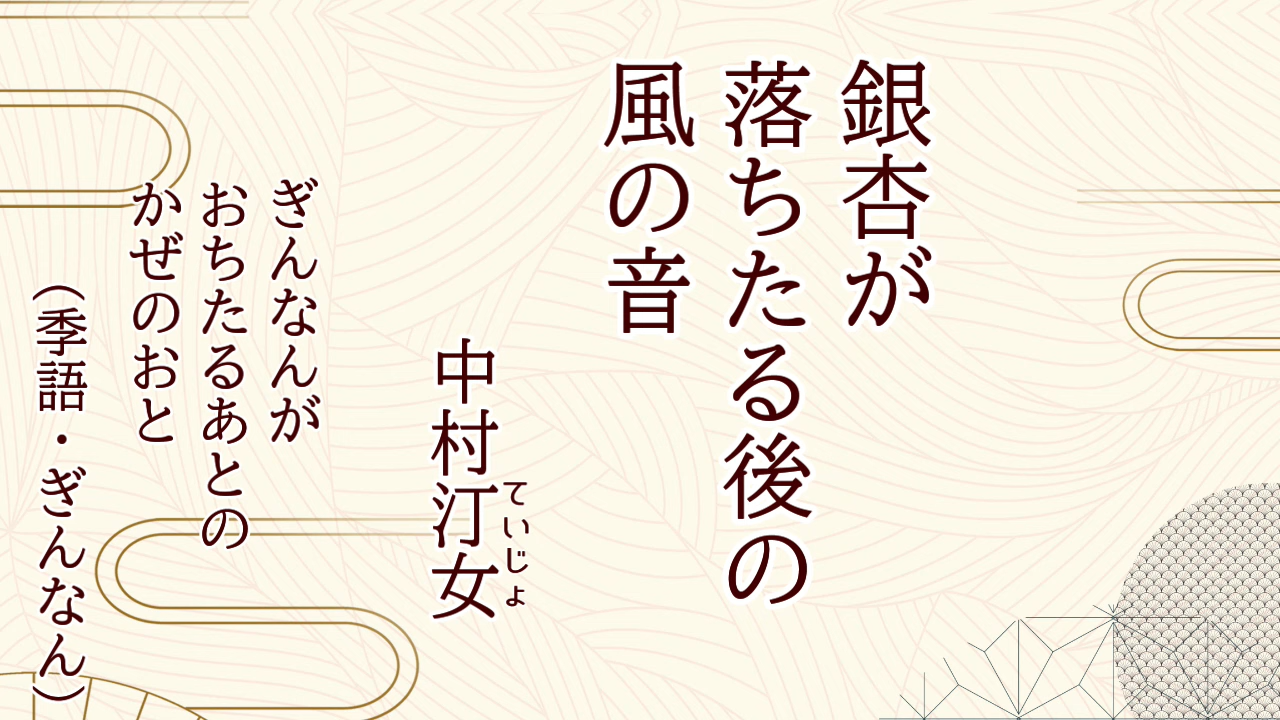 銀杏が
落ちたる後の
風の音
中村汀女
ていじょ
ぎんなんが
おちたるあとの
かぜのおと
（季語・ぎんなん）